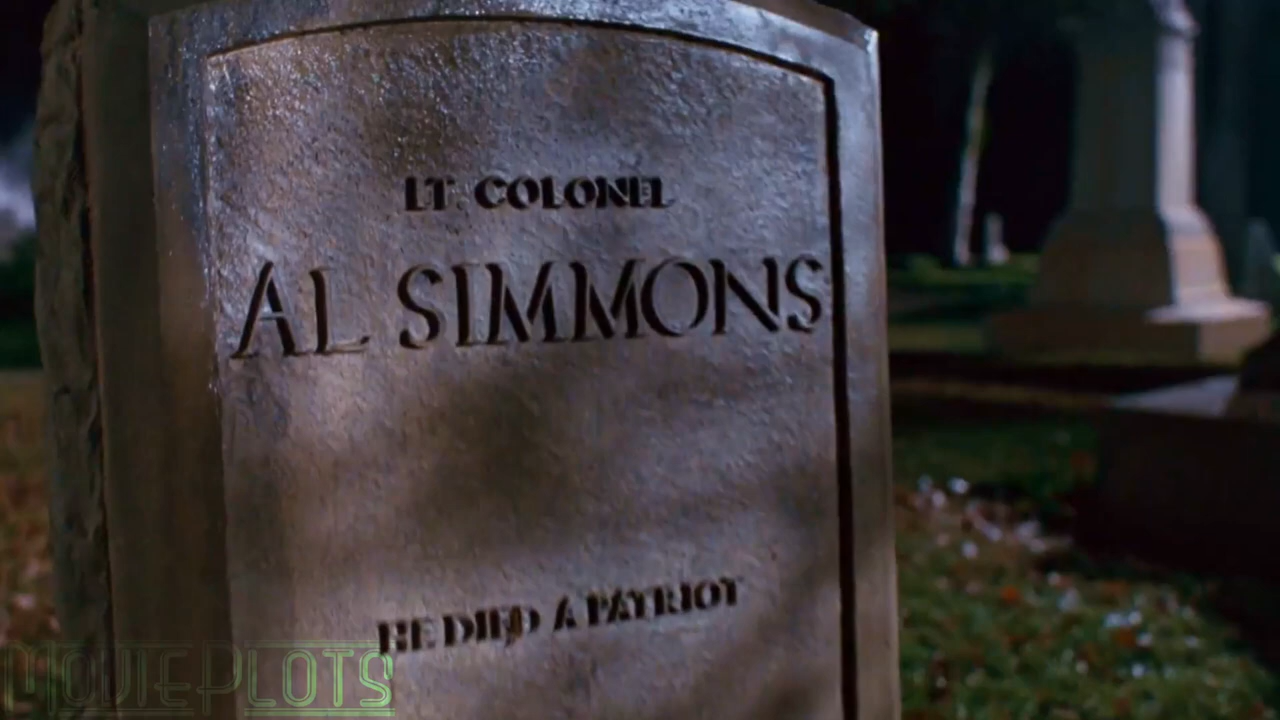 LT. COLONEL
AL SIMMONS
HE DIED A PATRIOT
MOVIEPLOTS